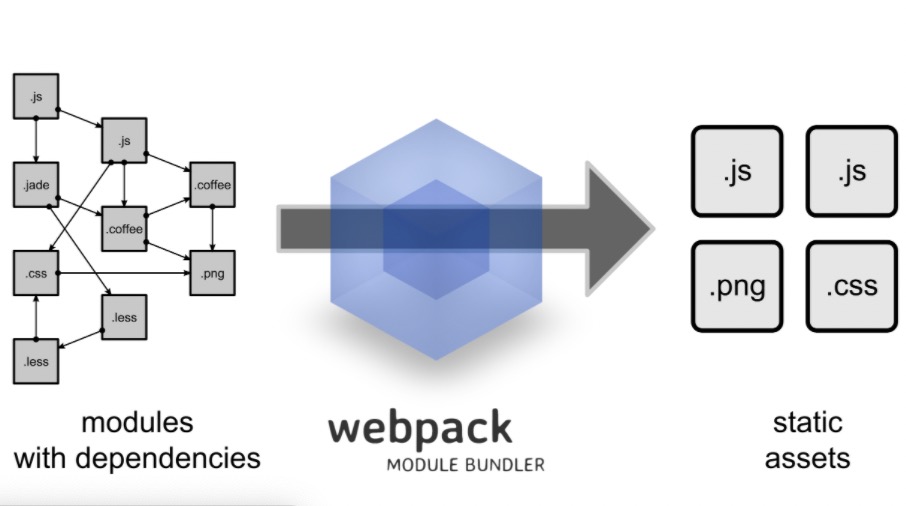 .js
.js
.jade
.coffee
.coffee
.css
.png
.less
.less
modules
with dependencies
webpack
MODULE BUNDLER
.js
.js
.png
.css
static
assets